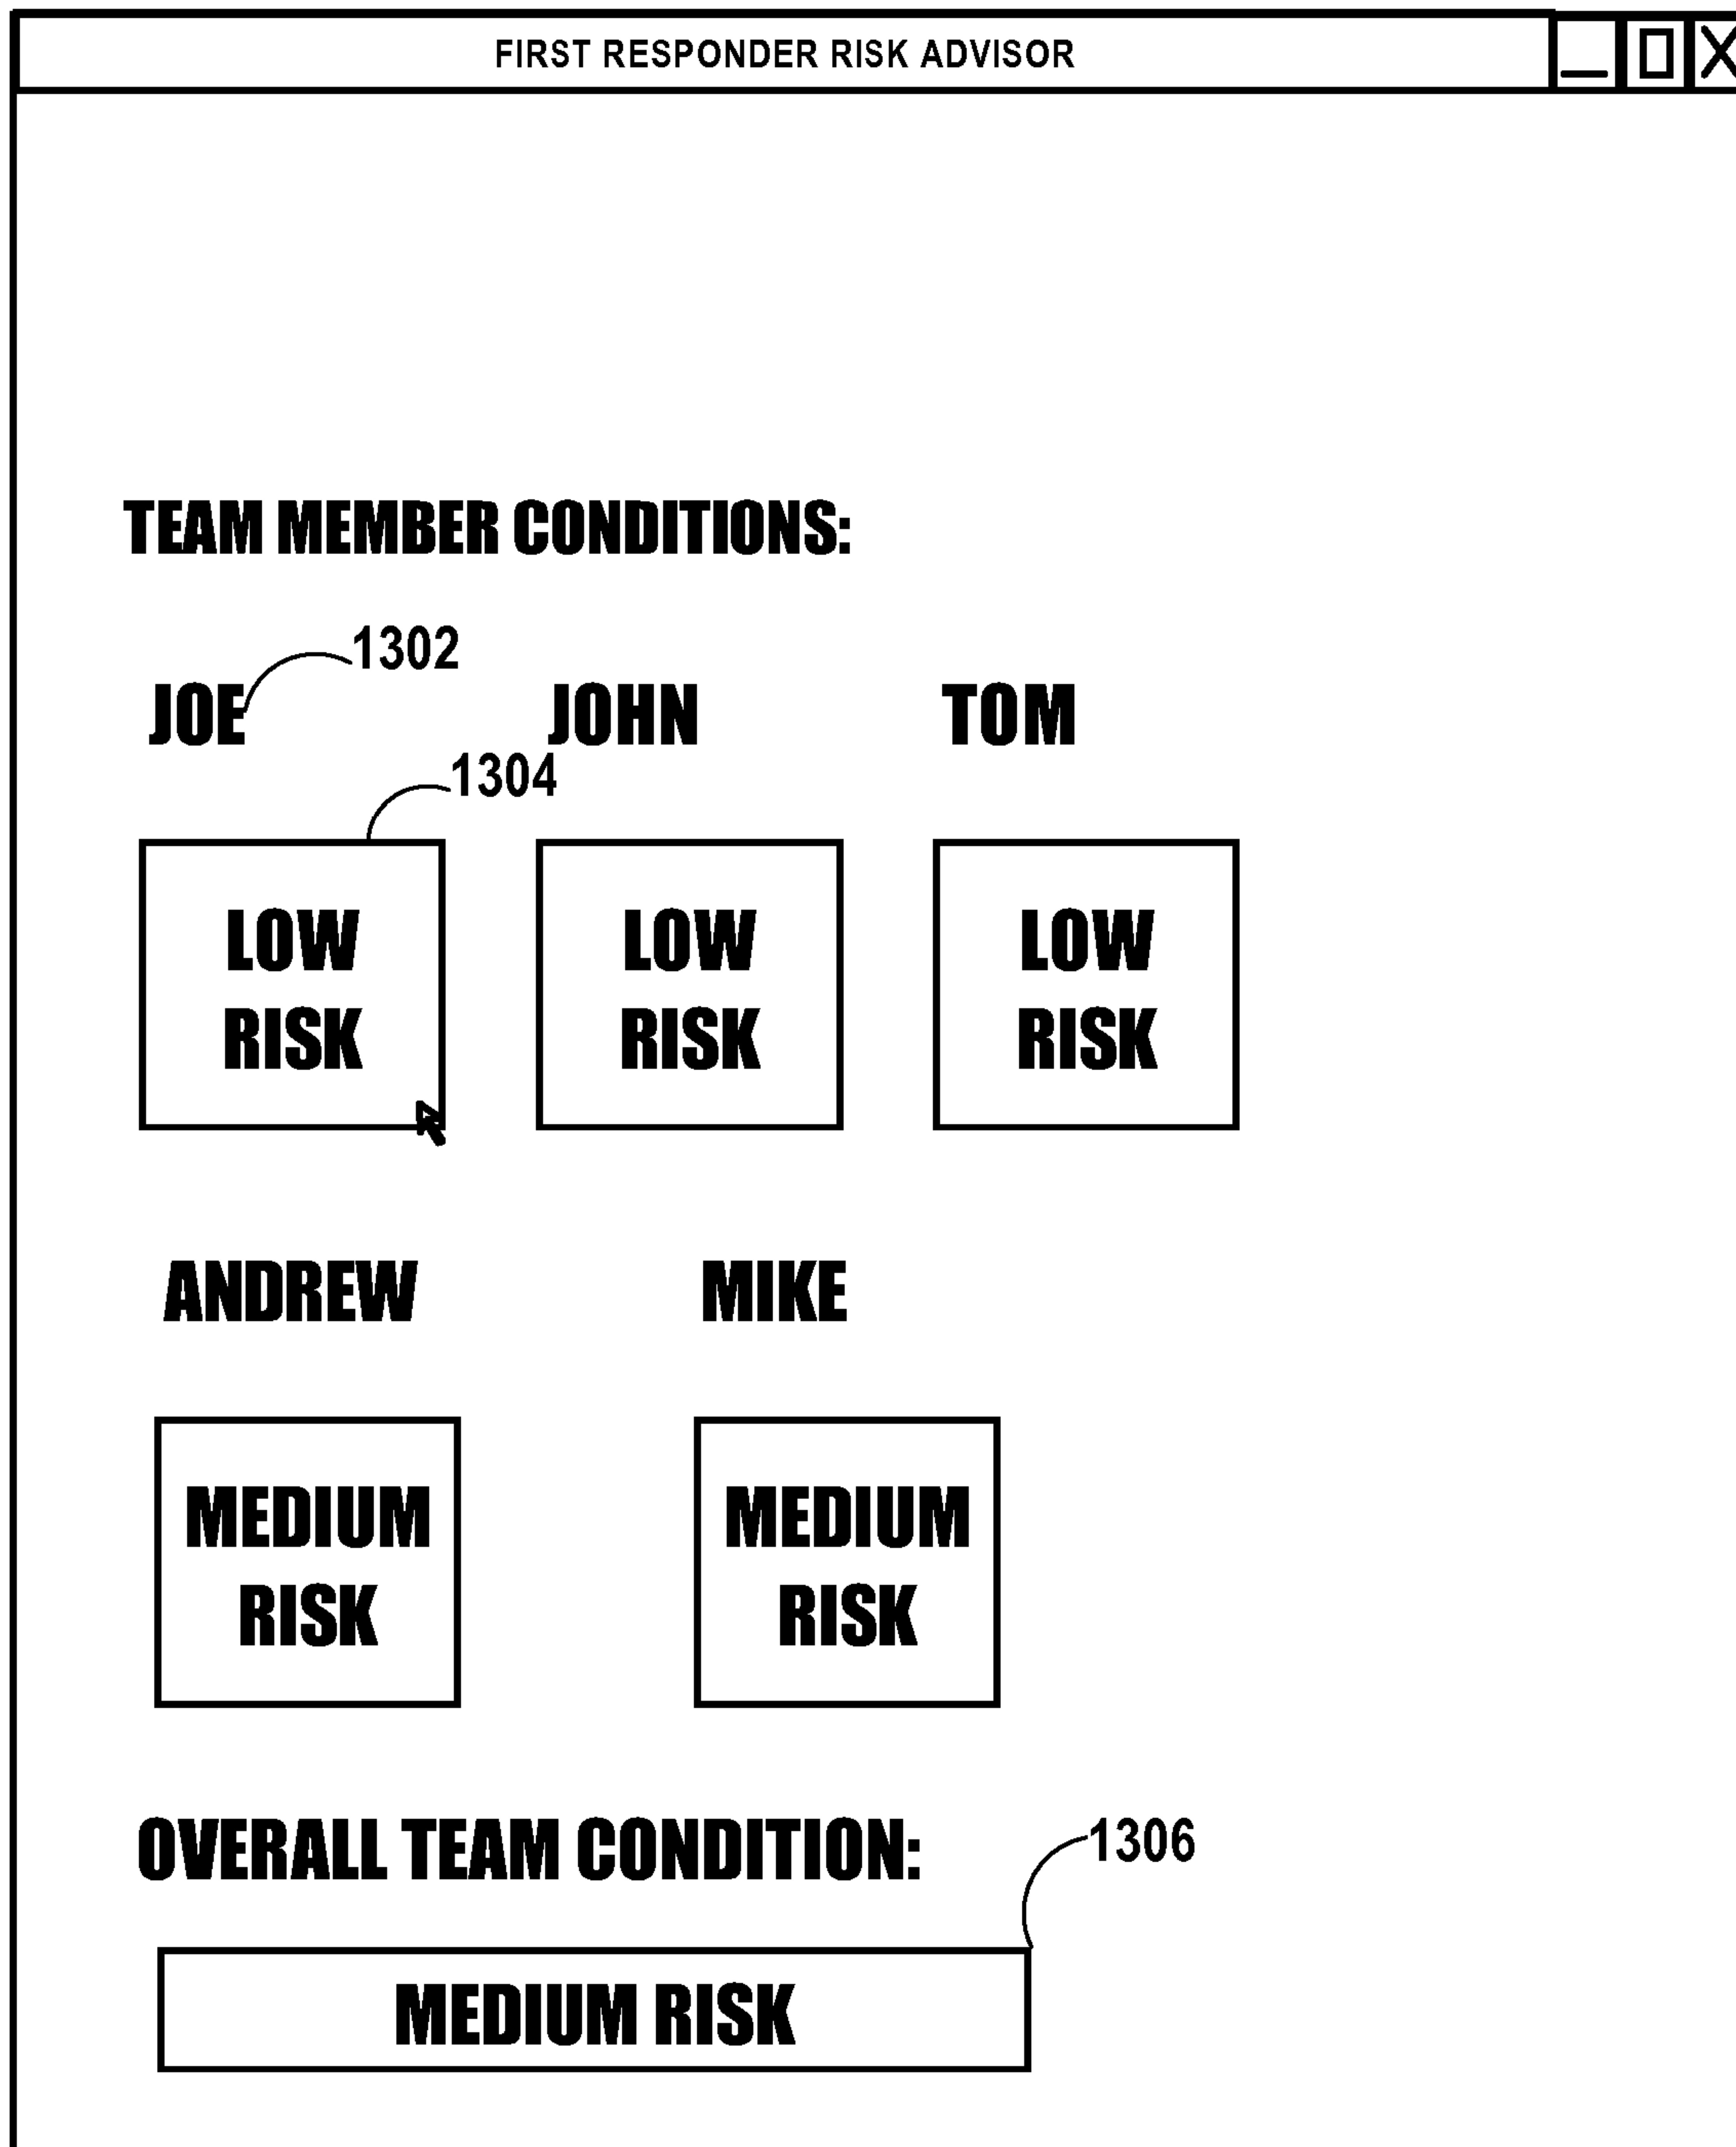 FIRST RESPONDER RISK ADVISOR
TEAM MEMBER CONDITIONS:
1302
JOE JOHN TOM
1304
LOW LOW LOW
RISK RISK RISK
ANDREW MIKE
MEDIUM MEDIUM
RISK RISK
OVERALL TEAM CONDITION:
1306
MEDIUM RISK